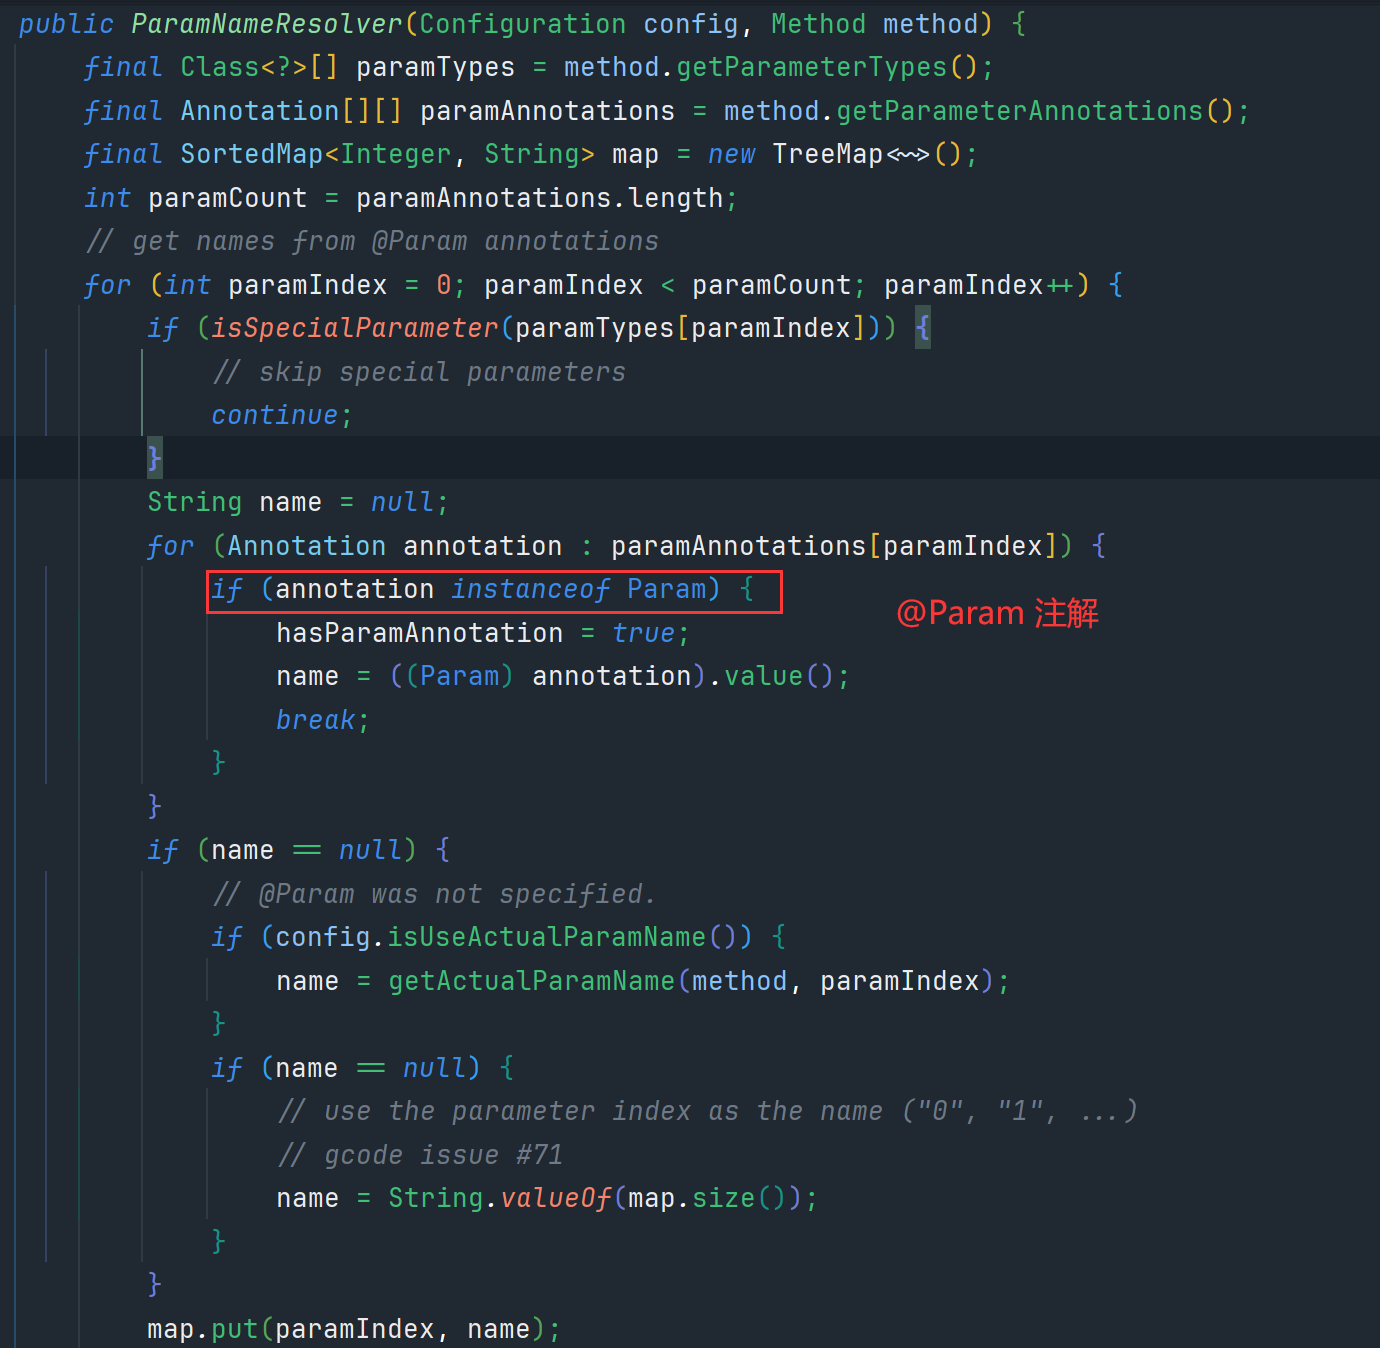 public ParamNameResolver(Configuration config, Method method) {
    final Class<?>[] paramTypes = method.getParameterTypes();
    final Annotation[][] paramAnnotations = method.getParameterAnnotations();
    final SortedMap<Integer, String> map = new TreeMap<~>();
    int paramCount = paramAnnotations.length;
    // get names from @Param annotations
    for (int paramIndex = 0; paramIndex < paramCount; paramIndex++) {
        if (isSpecialParameter(paramTypes[paramIndex])) {
            // skip special parameters
            continue;
        }
        String name = null;
        for (Annotation annotation : paramAnnotations[paramIndex]) {
            if (annotation instanceof Param) {
@Param 注解
                hasParamAnnotation = true;
                name = ((Param) annotation).value();
                break;
            }
        }
        if (name == null) {
            // @Param was not specified.
            if (config.isUseActualParamName()) {
                name = getActualParamName(method, paramIndex);
            }
            if (name == null) {
                // use the parameter index as the name ("0", "1", ...)
                // gcode issue #71
                name = String.valueOf(map.size());
            }
        }
        map.put(paramIndex, name);